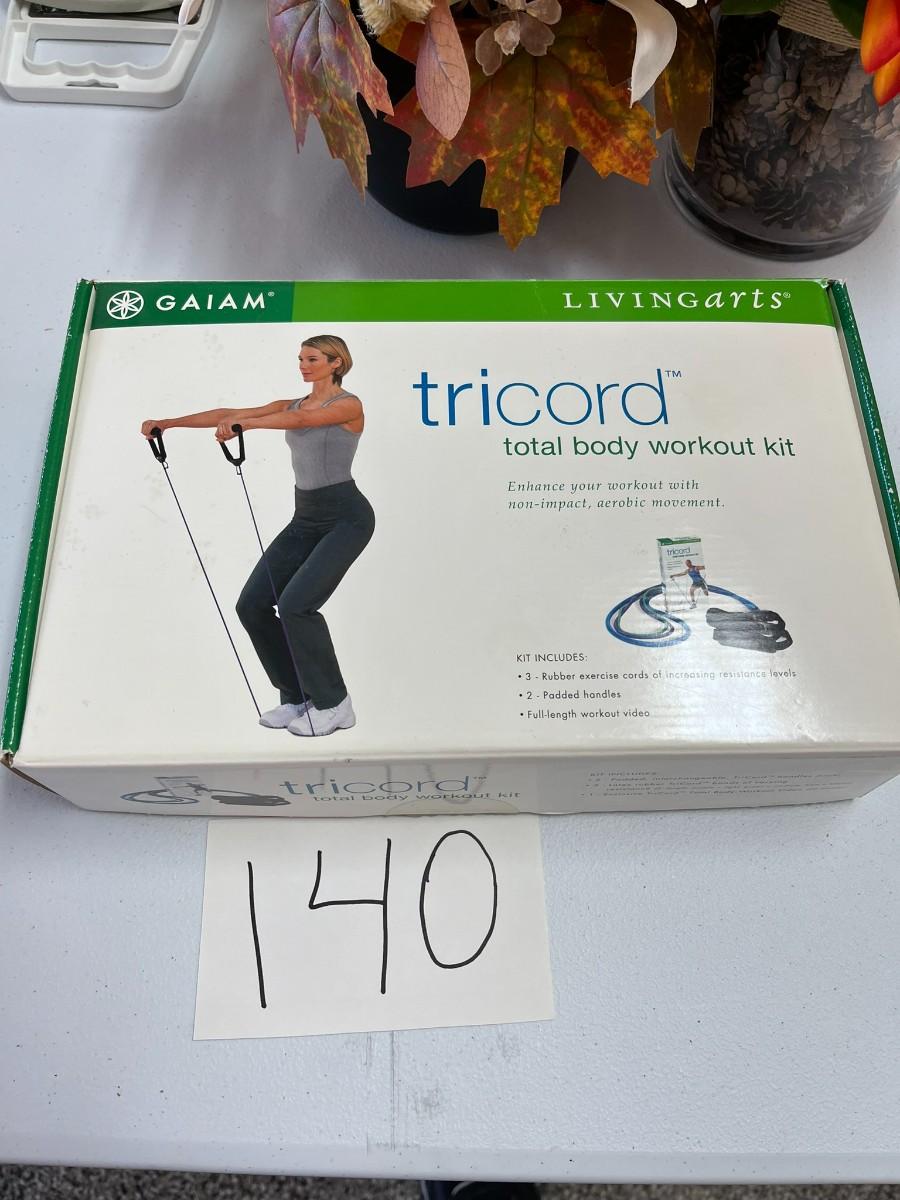 GAIAM®
LIVINGarts®
tricord™
total body workout kit
Enhance your workout with
non-impact, aerobic movement.
tricord
KIT INCLUDES:
• 3 - Rubber exercise cords of increasing resistance levels
• 2 - Padded handles
• Full-length workout video
tricord™
total body workout kit
KIT INCLUDES:
140